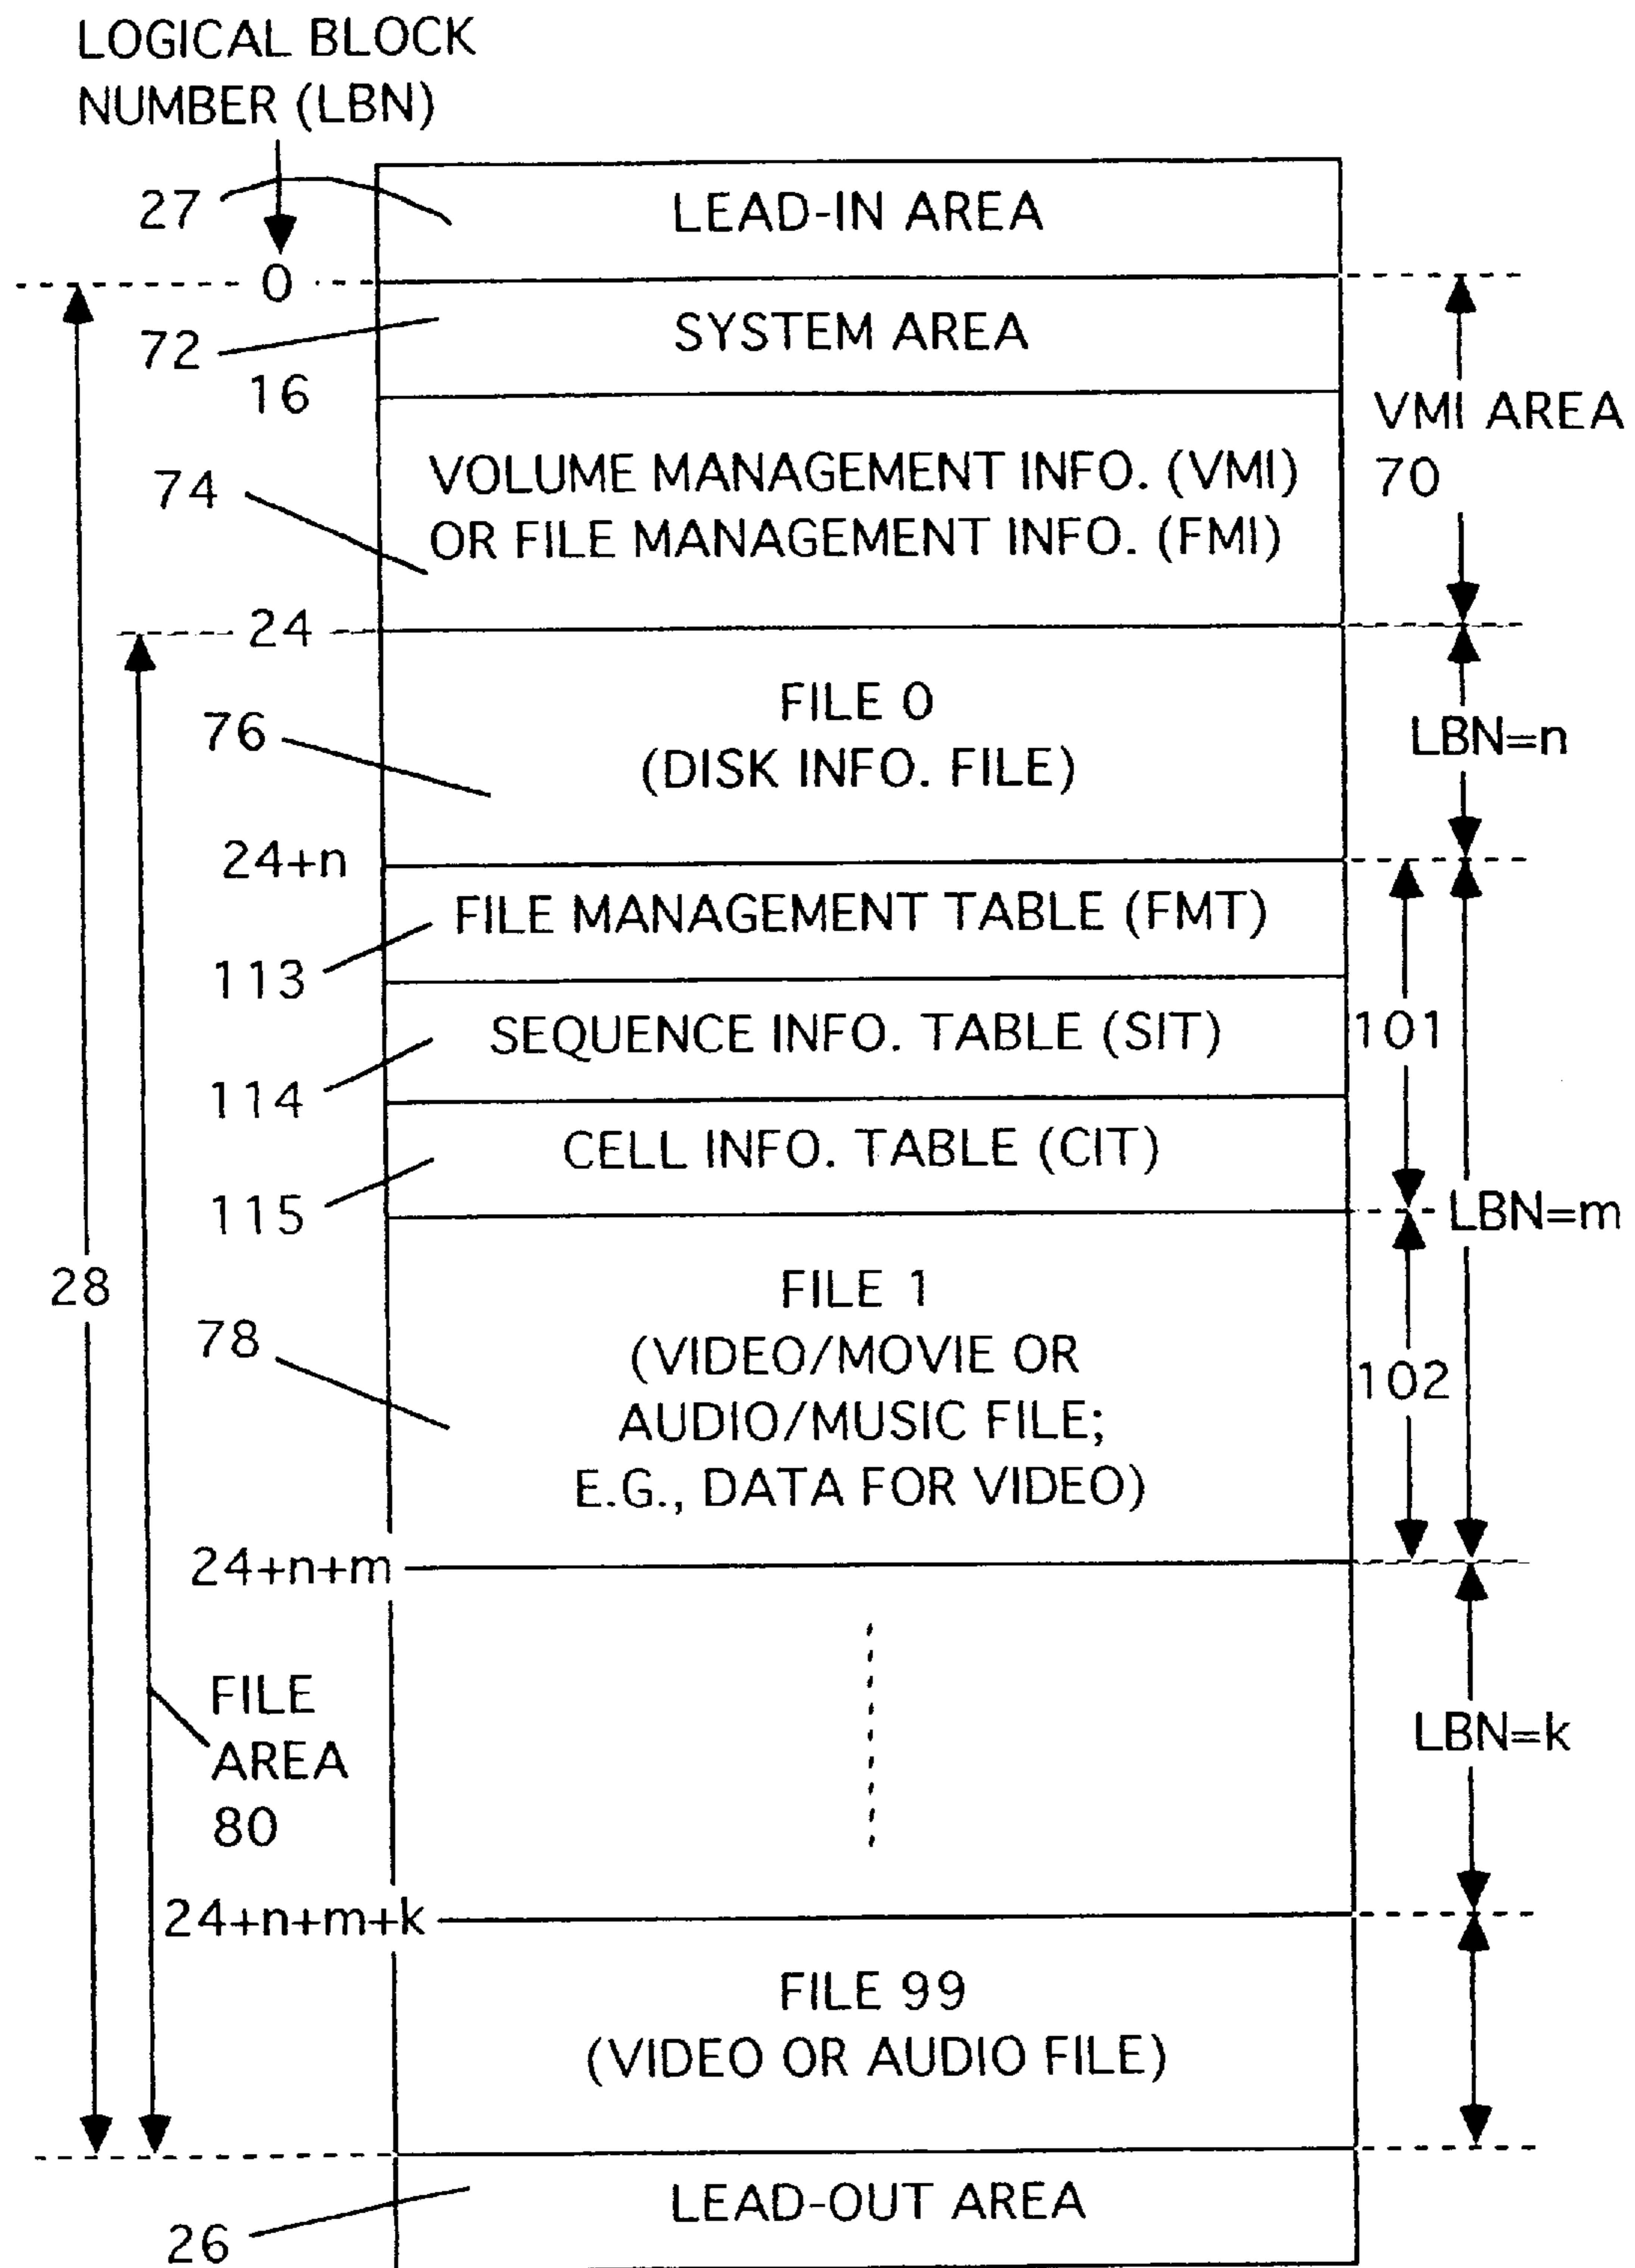 LOGICAL BLOCK
NUMBER (LBN)
27
LEAD-IN AREA
0
72
SYSTEM AREA
16
VMI AREA
70
74
VOLUME MANAGEMENT INFO. (VMI)
OR FILE MANAGEMENT INFO. (FMI)
24
FILE 0
(DISK INFO. FILE)
76
LBN=n
24+n
FILE MANAGEMENT TABLE (FMT)
113
SEQUENCE INFO. TABLE (SIT)
101
114
CELL INFO. TABLE (CIT)
115
LBN=m
28
FILE 1
(VIDEO/MOVIE OR
AUDIO/MUSIC FILE;
E.G., DATA FOR VIDEO)
78
102
24+n+m
FILE
AREA
80
LBN=k
24+n+m+k
FILE 99
(VIDEO OR AUDIO FILE)
LEAD-OUT AREA
26